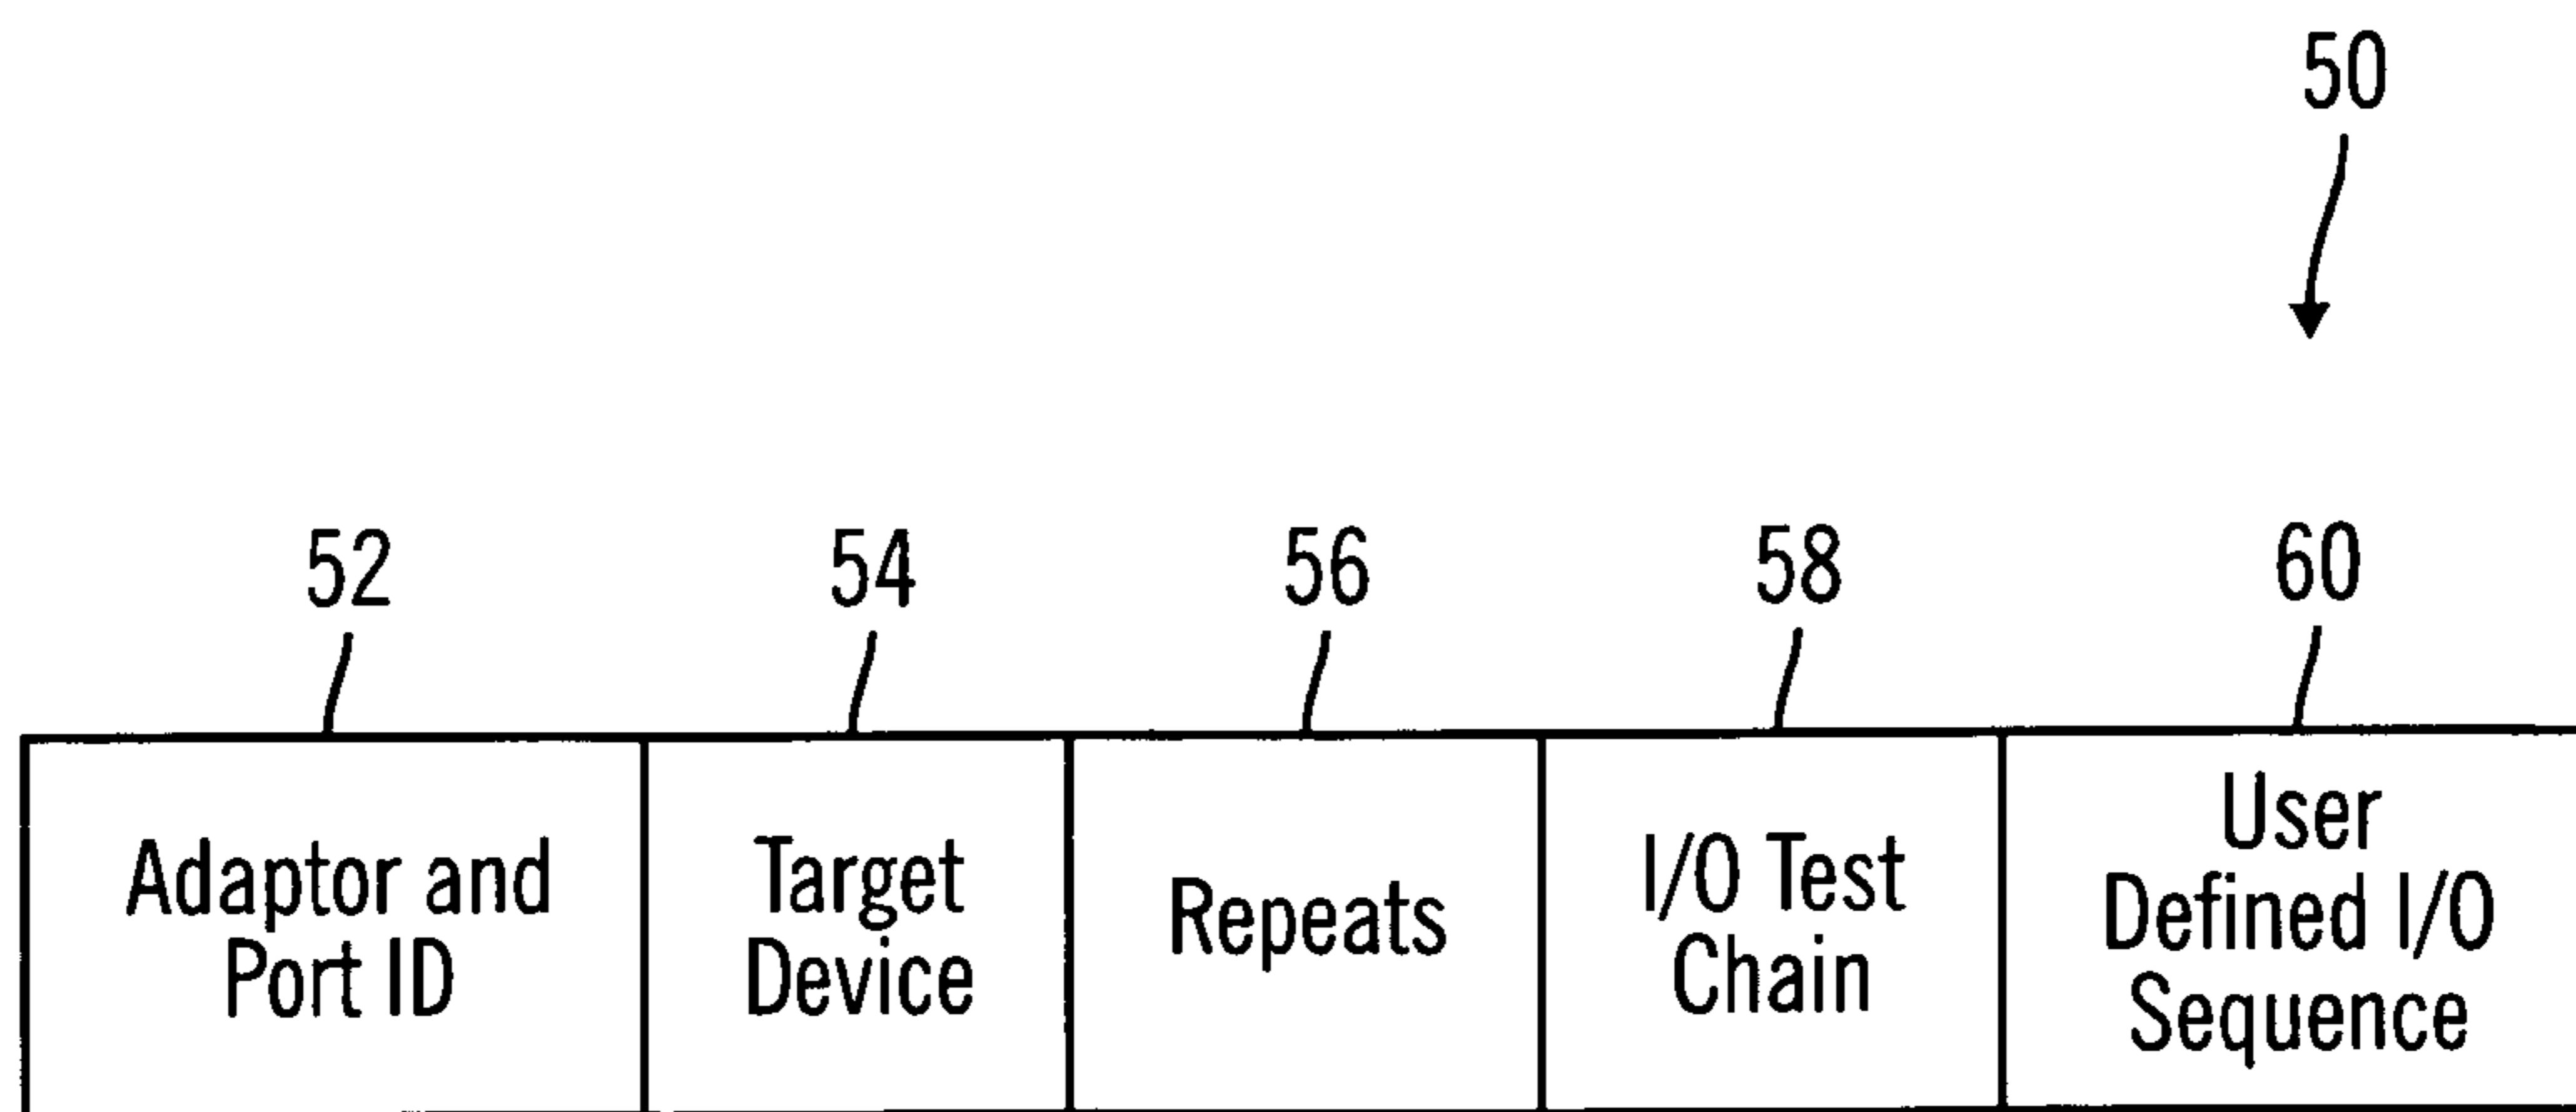 50
52
54
56
58
60
Adaptor and
Port ID
Target
Device
Repeats
I/O Test
Chain
User
Defined I/O
Sequence